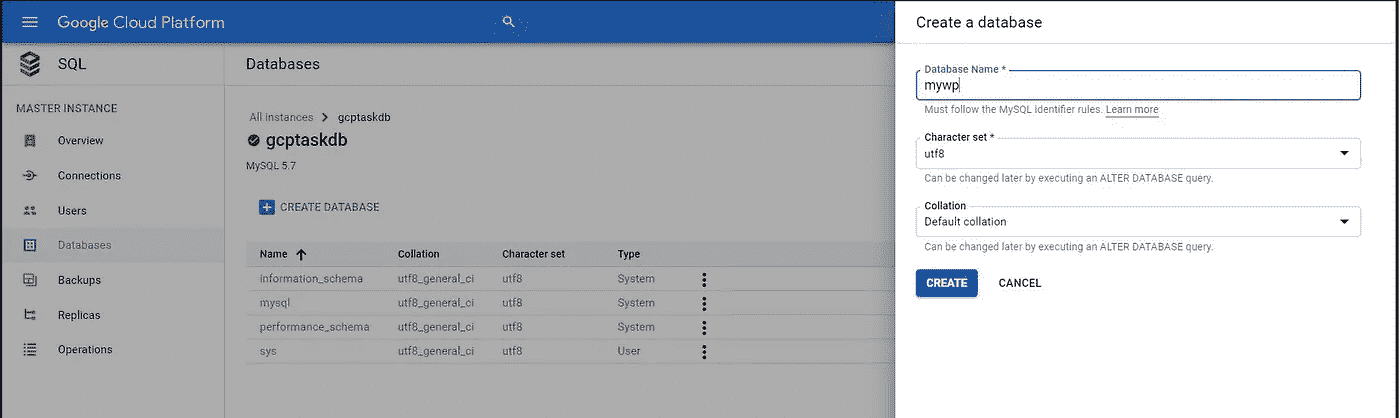 Google Cloud Platform
SQL
Databases
MASTER INSTANCE
Overview
Connections
Users
Databases
Backups
Replicas
Operations
All instances > gcptaskdb
gcptaskdb
MySQL 5.7
CREATE DATABASE
Name Collation Character set Type
information_schema utf8_general_ci utf8 System
mysql utf8_general_ci utf8 System
performance_schema utf8_general_ci utf8 System
sys utf8_general_ci utf8 User
Create a database
Database Name *
mywp
Must follow the MySQL identifier rules. Learn more
Character set *
utf8
Can be changed later by executing an ALTER DATABASE query.
Collation
Default collation
Can be changed later by executing an ALTER DATABASE query.
CREATE CANCEL